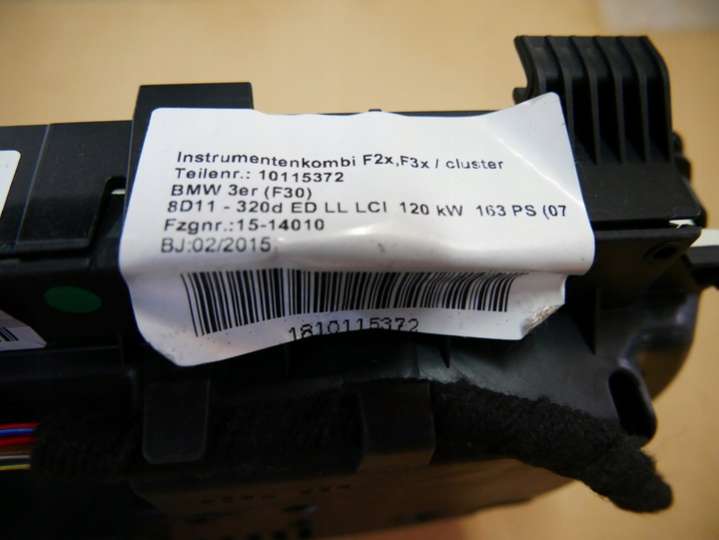 Instrumentenkombi F2x,F3x / cluster
Teilenr.: 10115372
BMW 3er (F30)
8D11 - 320d ED LL LCI 120 kW 163 PS (07
Fzgnr.:15-14010
BJ:02/2015
1810115372